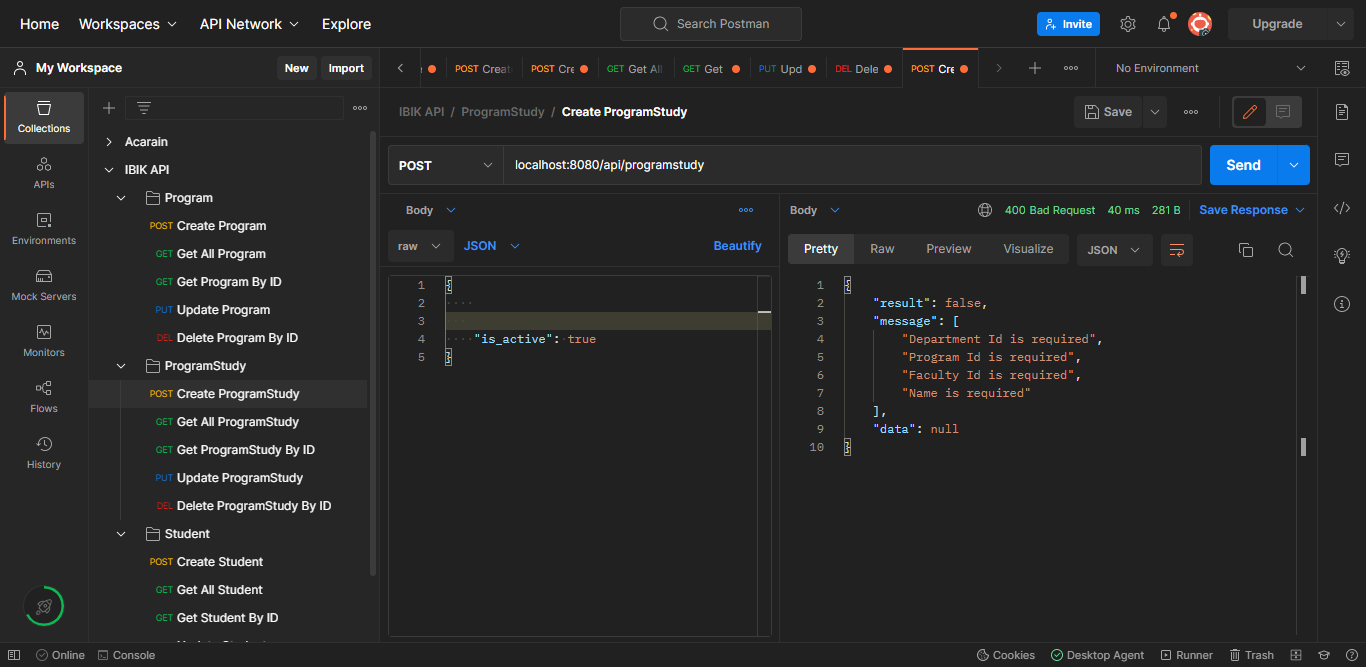 Home Workspaces API Network Explore Search Postman Invite Upgrade
My Workspace New Import
POST Creat POST Cre GET Get All GET Get PUT Upd DEL Dele POST Cre No Environment
Collections
APIs
Environments
Mock Servers
Monitors
Flows
History
Acarain
IBIK API
Program
POST Create Program
GET Get All Program
GET Get Program By ID
PUT Update Program
DEL Delete Program By ID
ProgramStudy
POST Create ProgramStudy
GET Get All ProgramStudy
GET Get ProgramStudy By ID
PUT Update ProgramStudy
DEL Delete ProgramStudy By ID
Student
POST Create Student
GET Get All Student
GET Get Student By ID
IBIK API / ProgramStudy / Create ProgramStudy Save
POST localhost:8080/api/programstudy Send
Body
raw JSON Beautify
1 {
2
3
4 "is_active": true
5 }
Body 400 Bad Request 40 ms 281 B Save Response
Pretty Raw Preview Visualize JSON
1 {
2 "result": false,
3 "message": [
4 "Department Id is required",
5 "Program Id is required",
6 "Faculty Id is required",
7 "Name is required"
8 ],
9 "data": null
10 }
Online Console Cookies Desktop Agent Runner Trash